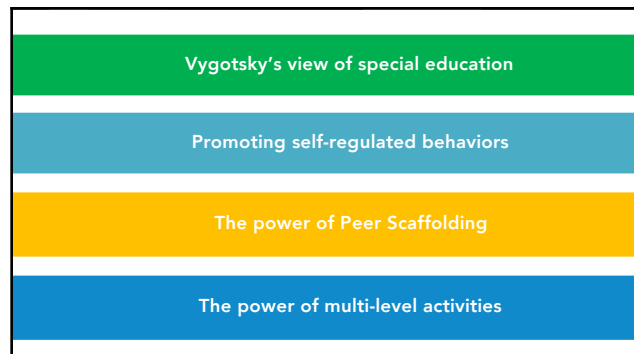 Vygotsky’s view of special education
Promoting self-regulated behaviors
The power of Peer Scaffolding
The power of multi-level activities